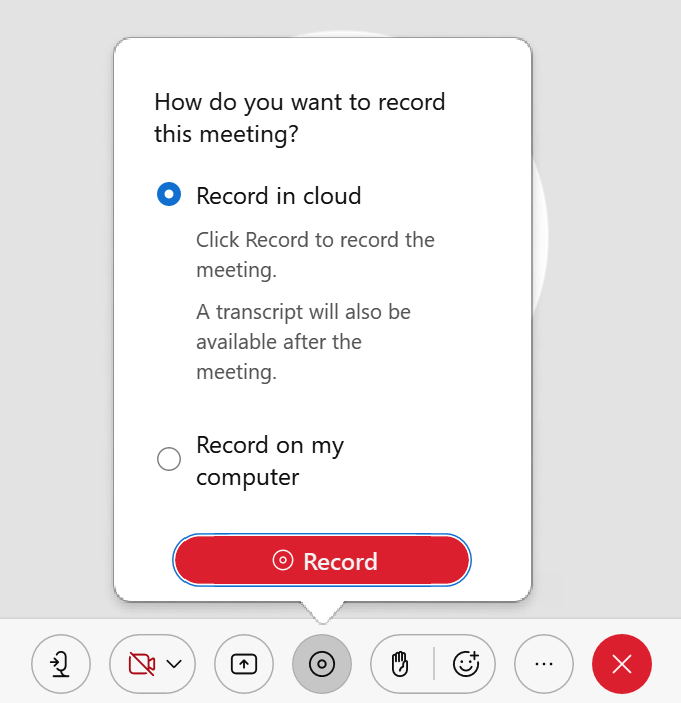 How do you want to record
this meeting?
Record in cloud
Click Record to record the
meeting.
A transcript will also be
available after the
meeting.
Record on my
computer
Record